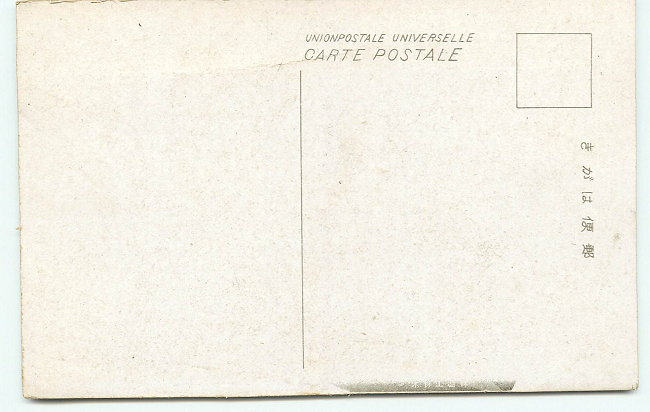 UNIONPOSTALE UNIVERSELLE
CARTE POSTALE
きがは便郵